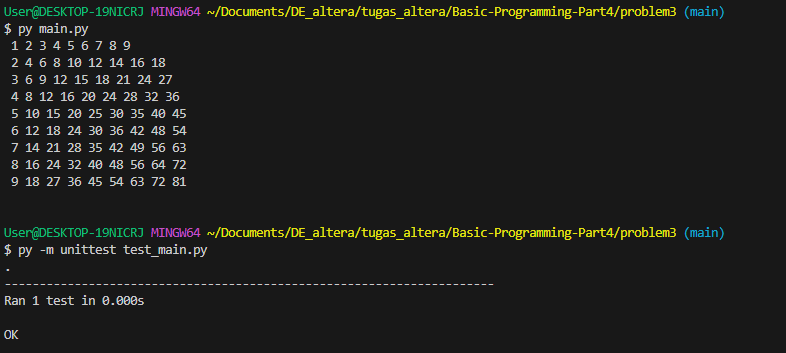 User@DESKTOP-19NICRJ MINGW64 ~/Documents/DE_altera/tugas_altera/Basic-Programming-Part4/problem3 (main)
$ py main.py
1 2 3 4 5 6 7 8 9
2 4 6 8 10 12 14 16 18
3 6 9 12 15 18 21 24 27
4 8 12 16 20 24 28 32 36
5 10 15 20 25 30 35 40 45
6 12 18 24 30 36 42 48 54
7 14 21 28 35 42 49 56 63
8 16 24 32 40 48 56 64 72
9 18 27 36 45 54 63 72 81
User@DESKTOP-19NICRJ MINGW64 ~/Documents/DE_altera/tugas_altera/Basic-Programming-Part4/problem3 (main)
$ py -m unittest test_main.py
.
----------------------------------------------------------------------
Ran 1 test in 0.000s
OK